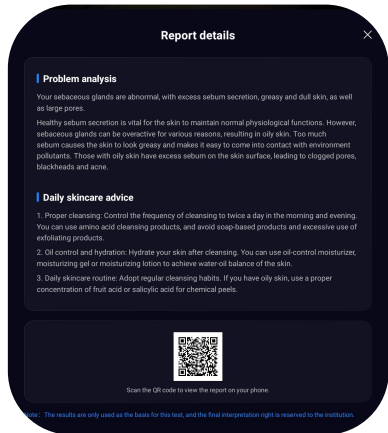 Report details
Problem analysis
Your sebaceous glands are abnormal, with excess sebum secretion, greasy and dull skin, as well
as large pores.
Healthy sebum secretion is vital for the skin to maintain normal physiological functions. However,
sebaceous glands can be overactive for various reasons, resulting in oily skin. Too much
sebum causes the skin to look greasy and makes it easy to come into contact with environment
pollutants. Those with oily skin have excess sebum on the skin surface, leading to clogged pores,
blackheads and acne.
Daily skincare advice
1. Proper cleansing: Control the frequency of cleansing to twice a day in the morning and evening.
You can use amino acid cleansing products, and avoid soap-based products and excessive use of
exfoliating products.
2. Oil control and hydration: Hydrate your skin after cleansing. You can use oil-control moisturizer,
moisturizing gel or moisturizing lotion to achieve water-oil balance of the skin.
3. Daily skincare routine: Adopt regular cleansing habits. If you have oily skin, use a proper
concentration of fruit acid or salicylic acid for chemical peels.
Scan the QR code to view the report on your phone.
Note: The results are only used as the basis for this test, and the final interpretation right is reserved to the institution.